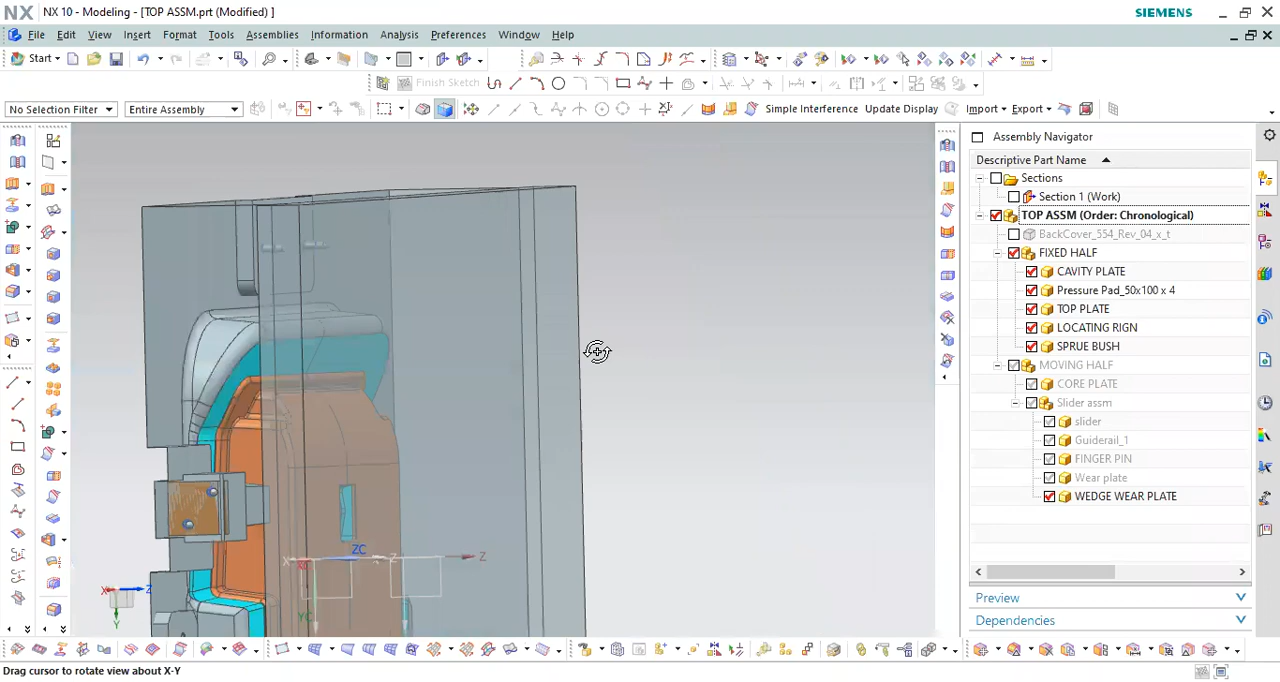 NX NX 10 - Modeling - [TOP ASSM.prt (Modified) ] SIEMENS
File Edit View Insert Format Tools Assemblies Information Analysis Preferences Window Help
Start
Finish Sketch
No Selection Filter Entire Assembly Simple Interference Update Display Import Export
Assembly Navigator
Descriptive Part Name
Sections
Section 1 (Work)
TOP ASSM (Order: Chronological)
BackCover_554_Rev_04_x_t
FIXED HALF
CAVITY PLATE
Pressure Pad_50x100 x 4
TOP PLATE
LOCATING RIGN
SPRUE BUSH
MOVING HALF
CORE PLATE
Slider assm
slider
Guiderail_1
FINGER PIN
Wear plate
WEDGE WEAR PLATE
ZC
X Z Z
YC
X Z
Y
Preview
Dependencies
Drag cursor to rotate view about X-Y